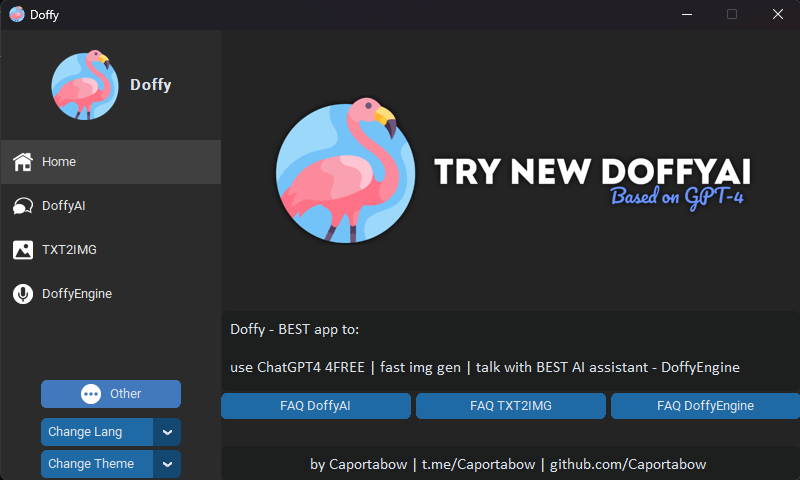 Doffy
Doffy
Home
DoffyAI
TXT2IMG
DoffyEngine
Other
Change Lang
Change Theme
TRY NEW DOFFYAI
Based on GPT-4
Doffy - BEST app to:
use ChatGPT4 4FREE | fast img gen | talk with BEST AI assistant - DoffyEngine
FAQ DoffyAI
FAQ TXT2IMG
FAQ DoffyEngine
by Caportabow | t.me/Caportabow | github.com/Caportabow